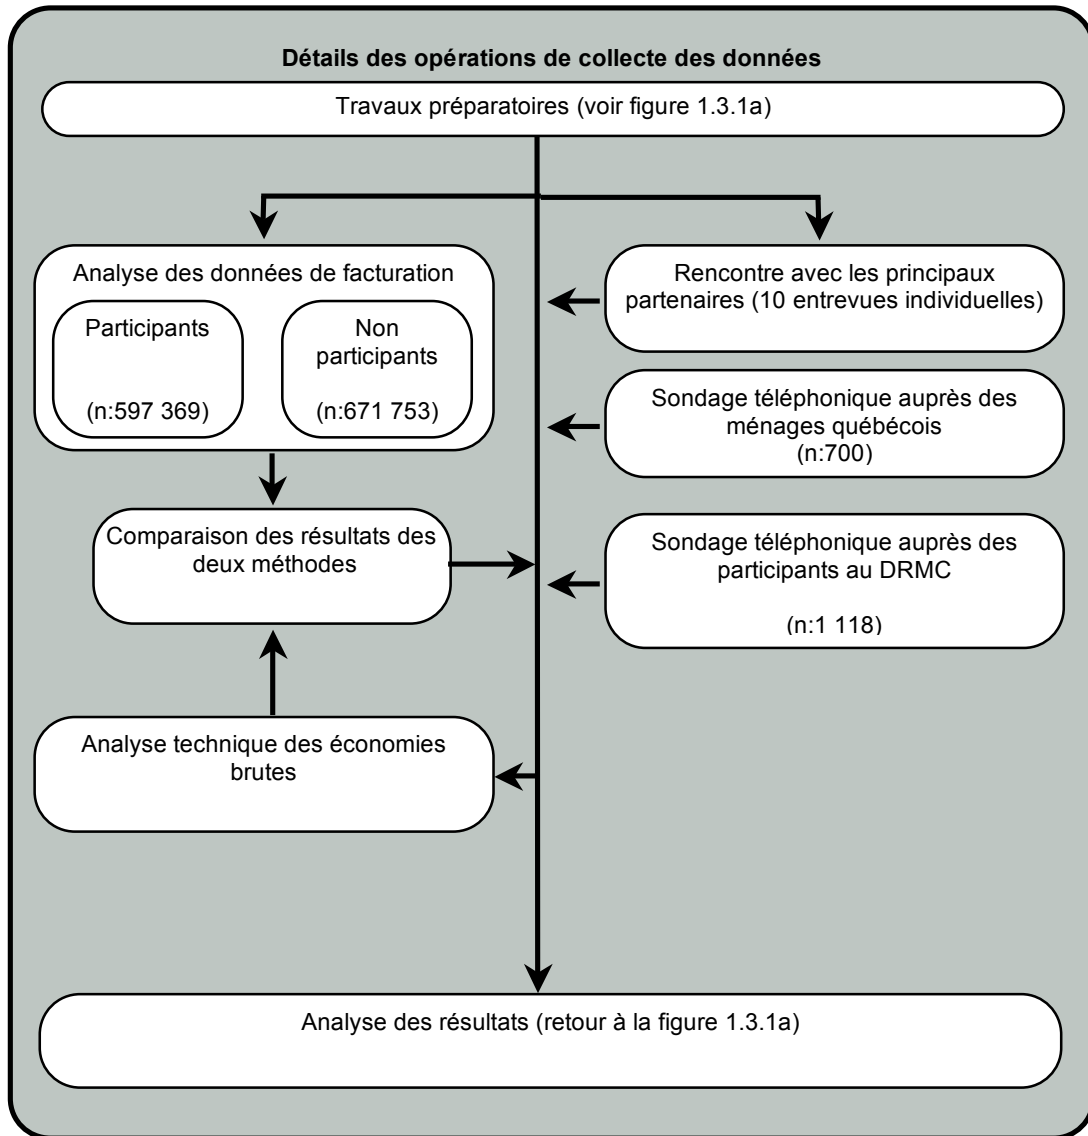 Détails des opérations de collecte des données
Travaux préparatoires (voir figure 1.3.1a)
Analyse des données de facturation
Participants
(n:597 369)
Non
participants
(n:671 753)
Rencontre avec les principaux
partenaires (10 entrevues individuelles)
Sondage téléphonique auprès des
ménages québécois
(n:700)
Comparaison des résultats des
deux méthodes
Sondage téléphonique auprès des
participants au DRMC
(n:1 118)
Analyse technique des économies
brutes
Analyse des résultats (retour à la figure 1.3.1a)